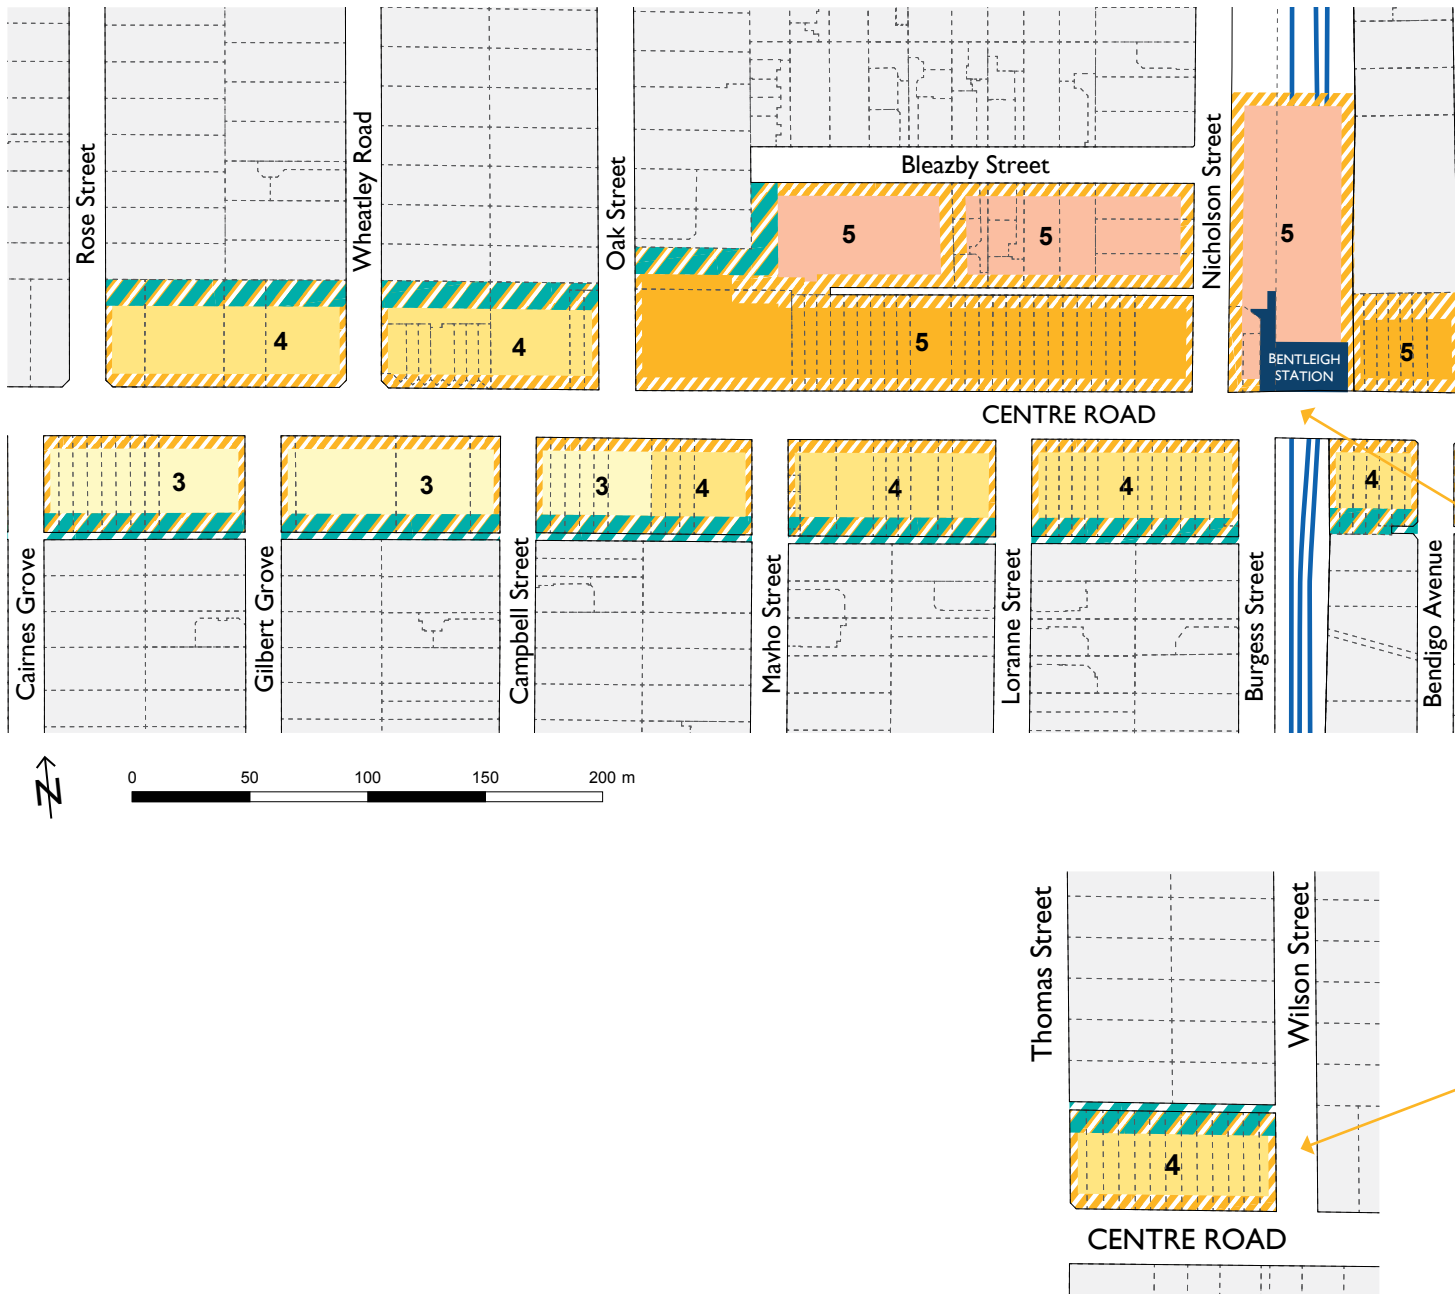 Rose Street
Wheatley Road
Oak Street
Bleazby Street
Nicholson Street
5
5
5
4
4
5
5
BENTLEIGH
STATION
CENTRE ROAD
3
3
3
4
4
4
4
Cairnes Grove
Gilbert Grove
Campbell Street
Mavho Street
Loranne Street
Burgess Street
Bendigo Avenue
N
0 50 100 150 200 m
Thomas Street
Wilson Street
4
CENTRE ROAD